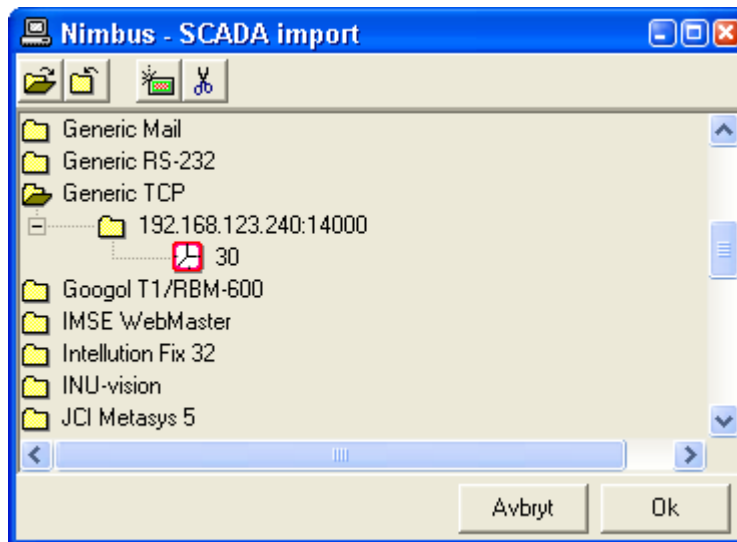 Nimbus - SCADA import
Generic Mail
Generic RS-232
Generic TCP
192.168.123.240:14000
30
Googol T1/RBM-600
IMSE WebMaster
Intellution Fix 32
INU-vision
JCI Metasys 5
Avbryt Ok